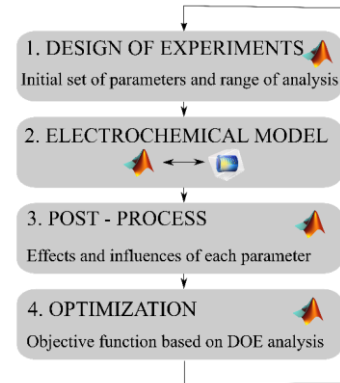 1. DESIGN OF EXPERIMENTS
Initial set of parameters and range of analysis
2. ELECTROCHEMICAL MODEL
3. POST - PROCESS
Effects and influences of each parameter
4. OPTIMIZATION
Objective function based on DOE analysis